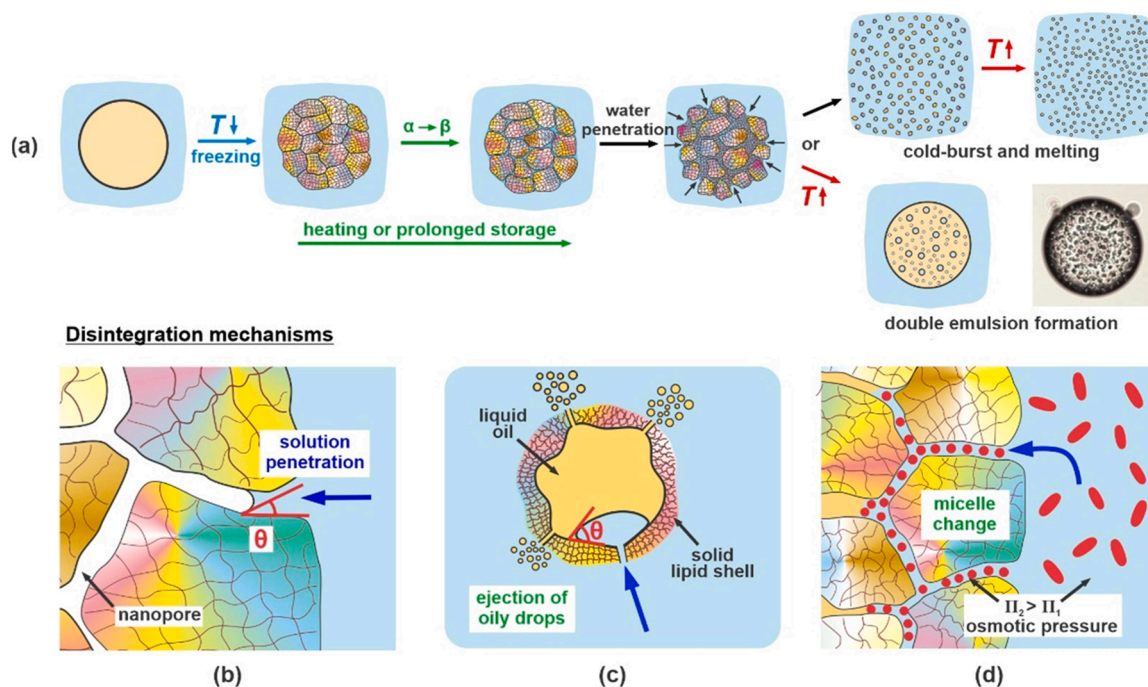 (a)
T↓
freezing
α → β
heating or prolonged storage
water
penetration
or
T↑
T↑
cold-burst and melting
double emulsion formation
Disintegration mechanisms
solution
penetration
θ
nanopore
(b)
liquid
oil
θ
solid
lipid shell
ejection of
oily drops
(c)
micelle
change
Π₂ > Π₁
osmotic pressure
(d)